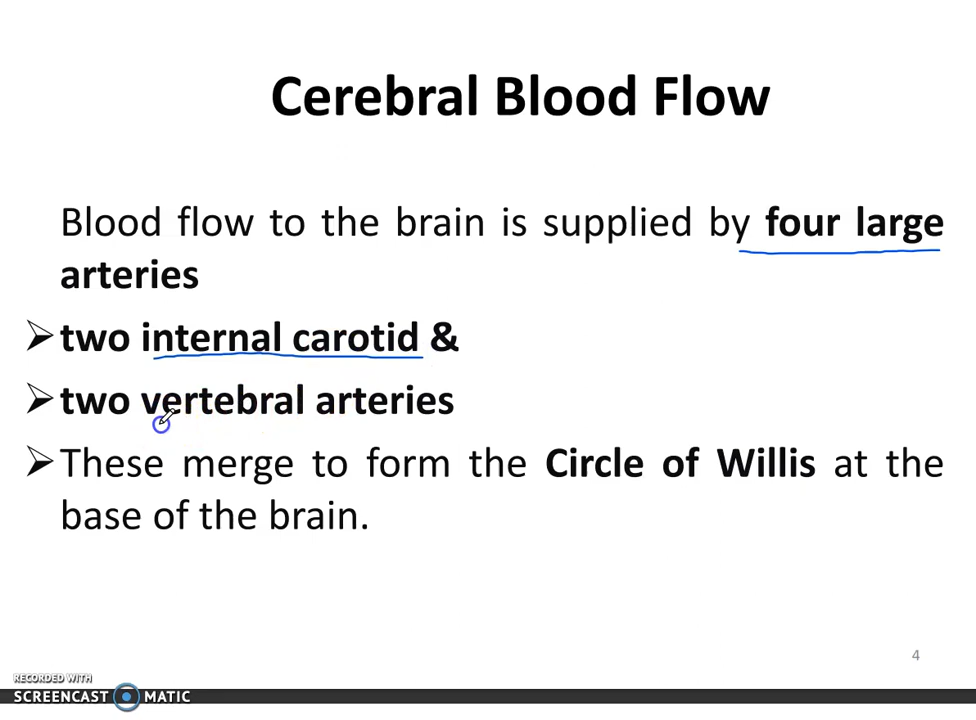 Cerebral Blood Flow
Blood flow to the brain is supplied by four large
arteries
two internal carotid &
two vertebral arteries
These merge to form the Circle of Willis at the
base of the brain.
4
RECORDED WITH
SCREENCAST MATIC